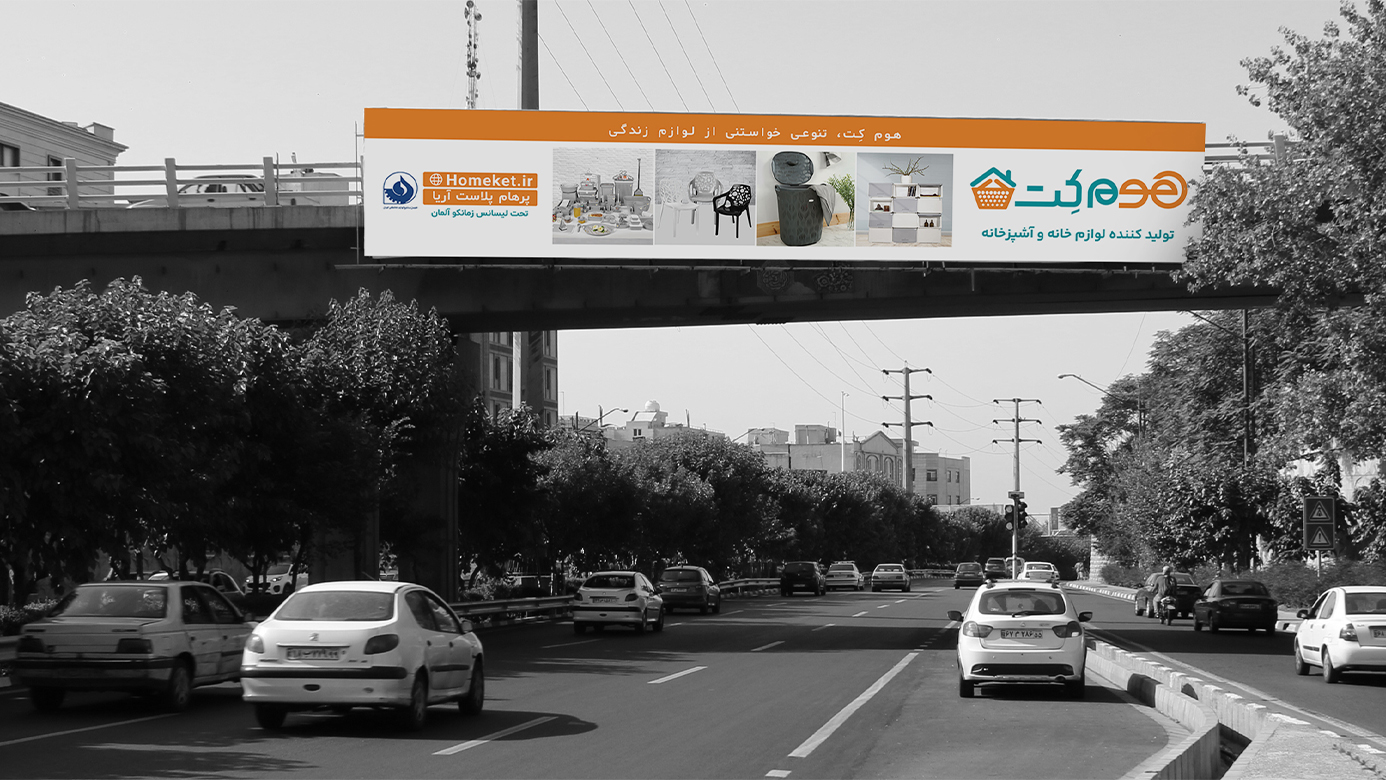 هوم کِت، تنوعی خواستنی از لوازم زندگی
هوم کِت
تولید کننده لوازم خانه و آشپزخانه
Homeket.ir
پرهام پلاست آریا
تحت لیسانس زمانکو آلمان